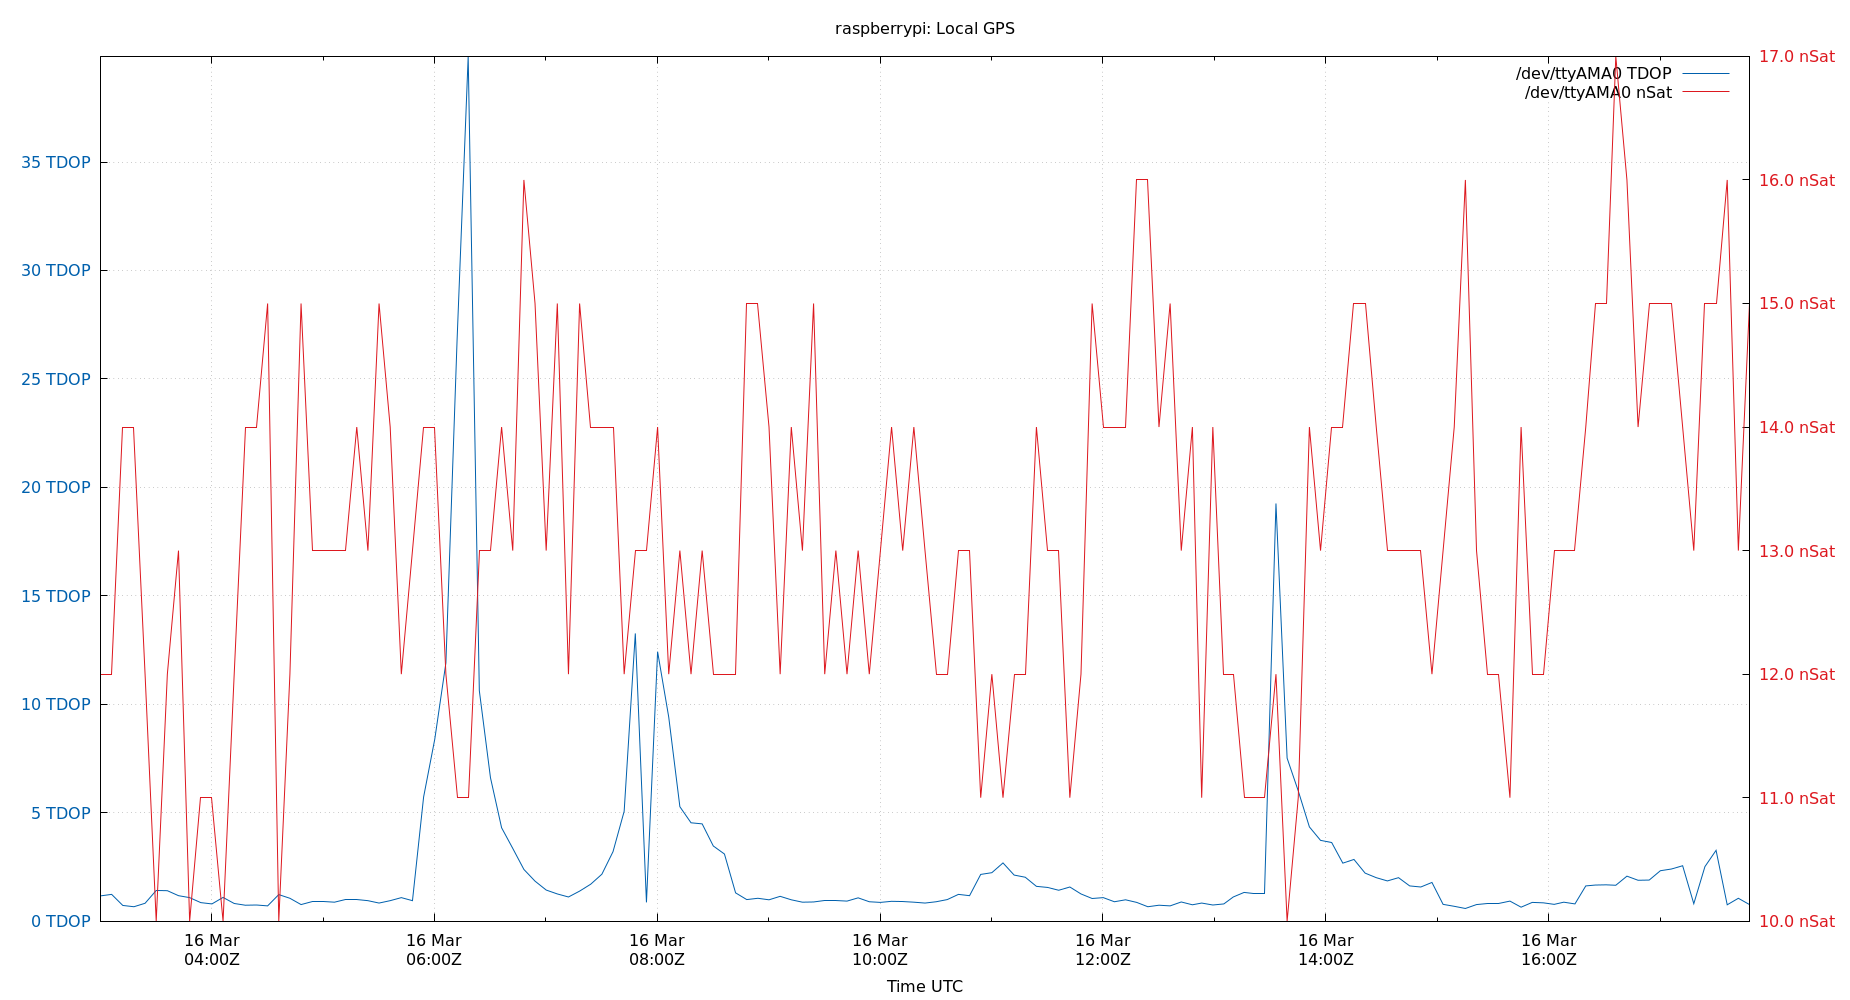 raspberrypi: Local GPS
/dev/ttyAMA0 TDOP
/dev/ttyAMA0 nSat
35 TDOP
30 TDOP
25 TDOP
20 TDOP
15 TDOP
10 TDOP
5 TDOP
0 TDOP
17.0 nSat
16.0 nSat
15.0 nSat
14.0 nSat
13.0 nSat
12.0 nSat
11.0 nSat
10.0 nSat
16 Mar
04:00Z
16 Mar
06:00Z
16 Mar
08:00Z
16 Mar
10:00Z
16 Mar
12:00Z
16 Mar
14:00Z
16 Mar
16:00Z
Time UTC